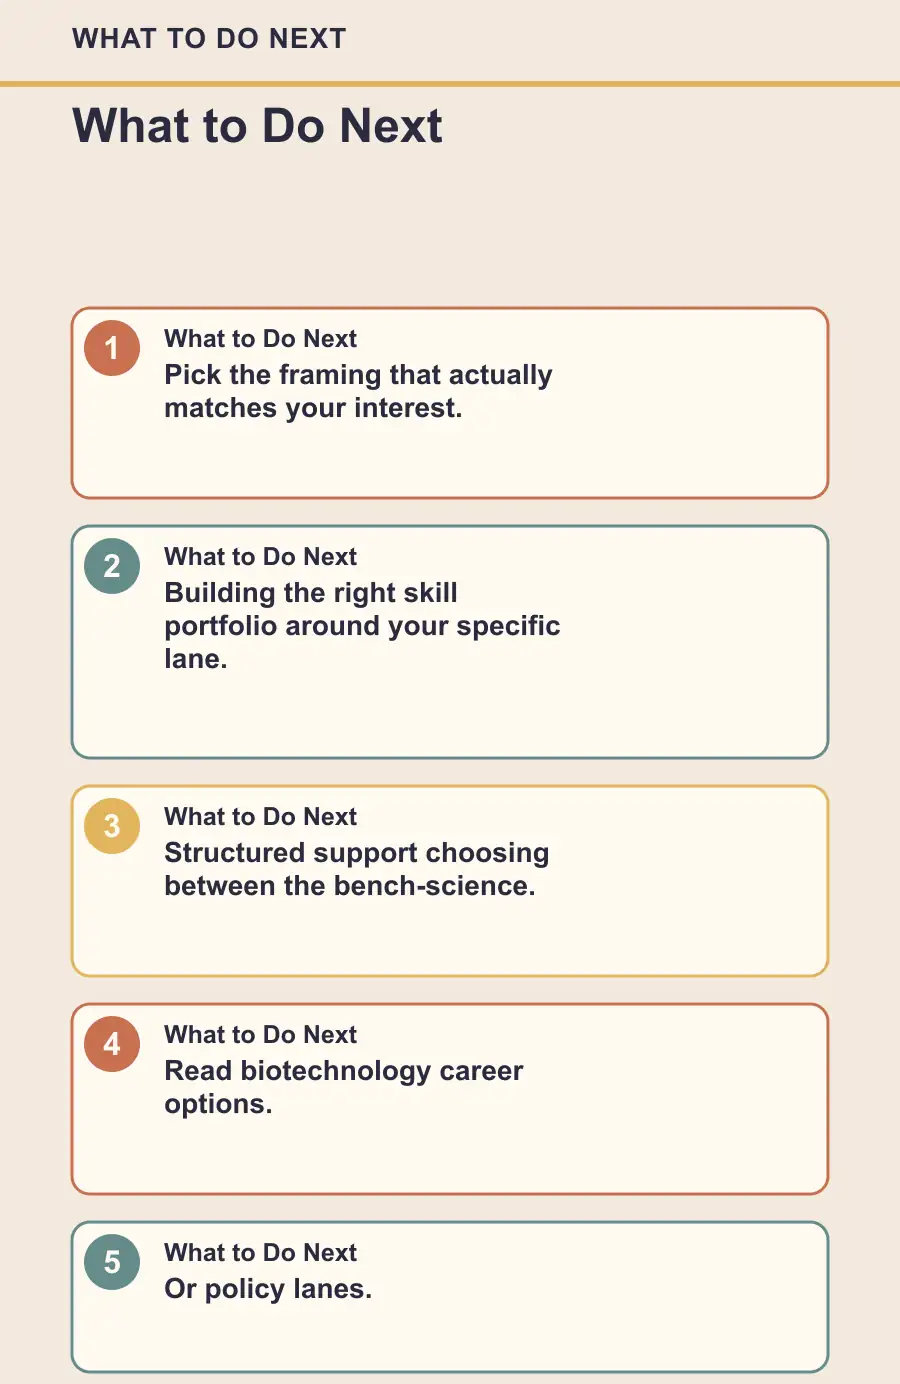 WHAT TO DO NEXT
What to Do Next
1
What to Do Next
Pick the framing that actually
matches your interest.
2
What to Do Next
Building the right skill
portfolio around your specific
lane.
3
What to Do Next
Structured support choosing
between the bench-science.
4
What to Do Next
Read biotechnology career
options.
5
What to Do Next
Or policy lanes.